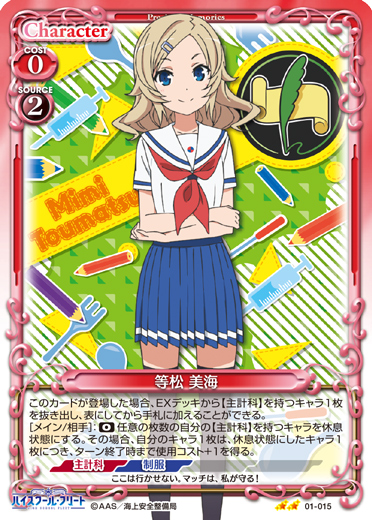 Precious Memories
Character
COST
0
SOURCE
2
Mimi
Toumatsu
等松 美海
このカードが登場した場合、EXデッキから【主計科】を持つキャラ1枚
を抜き出し、表にしてから手札に加えることができる。
[メイン/相手]:0 任意の枚数の自分の【主計科】を持つキャラを休息
状態にする。その場合、自分のキャラ1枚は、休息状態にしたキャラ1
枚につき、ターン終了時まで使用コスト+1を得る。
主計科 制服
ここは行かせない。マッチは、私が守る!
ハイスクール・フリート
©AAS/海上安全整備局
01-015